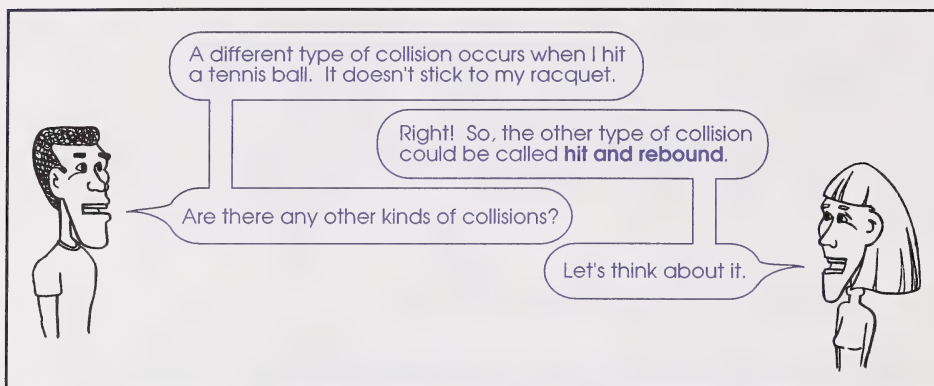 A different type of collision occurs when I hit
a tennis ball. It doesn't stick to my racquet.
Right! So, the other type of collision
could be called hit and rebound.
Are there any other kinds of collisions?
Let's think about it.